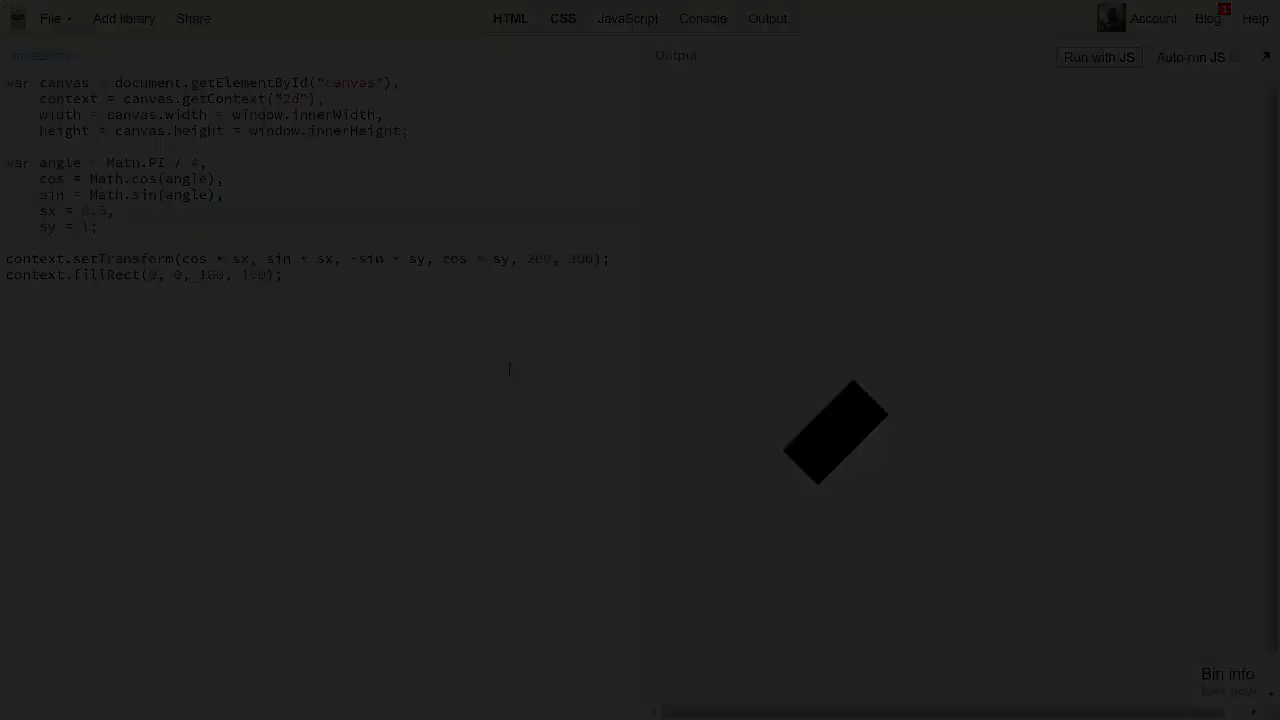 File Add library Share HTML CSS JavaScript Console Output Account Blog 1 Help
JavaScript Output Run with JS Auto-run JS
var canvas = document.getElementById("canvas"),
context = canvas.getContext("2d"),
width = canvas.width = window.innerWidth,
height = canvas.height = window.innerHeight;
var angle = Math.PI / 4,
cos = Math.cos(angle),
sin = Math.sin(angle),
sx = 0.5,
sy = 1;
context.setTransform(cos * sx, sin * sx, -sin * sy, cos * sy, 200, 300);
context.fillRect(0, 0, 100, 100);
Bin info
just now